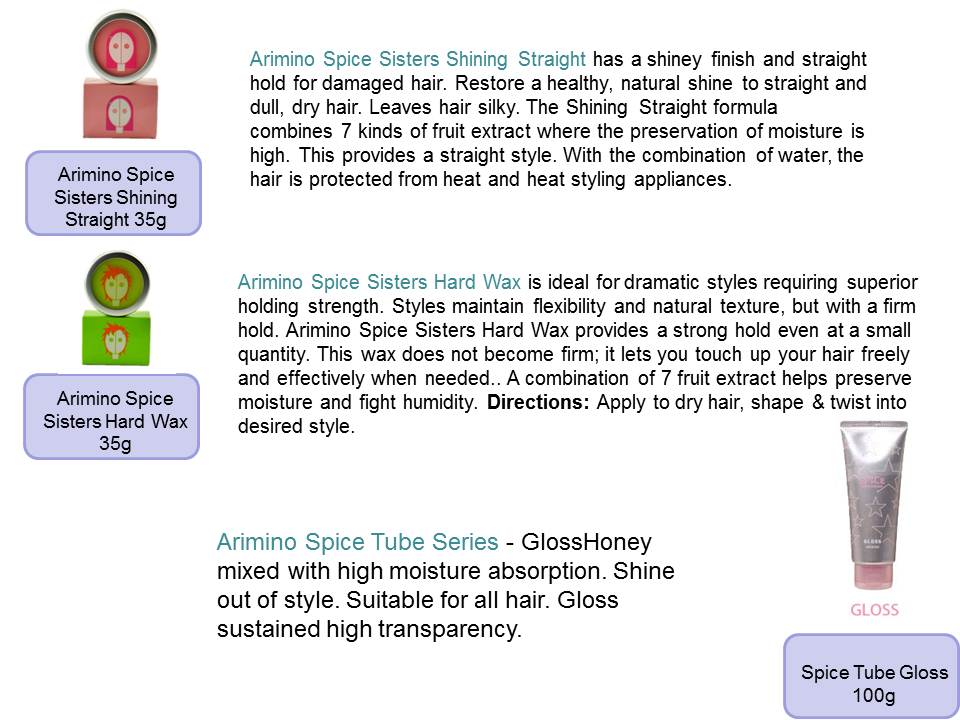 Arimino Spice Sisters Shining Straight has a shiney finish and straight
hold for damaged hair. Restore a healthy, natural shine to straight and
dull, dry hair. Leaves hair silky. The Shining Straight formula
combines 7 kinds of fruit extract where the preservation of moisture is
high. This provides a straight style. With the combination of water, the
hair is protected from heat and heat styling appliances.
Arimino Spice
Sisters Shining
Straight 35g
Arimino Spice Sisters Hard Wax is ideal for dramatic styles requiring superior
holding strength. Styles maintain flexibility and natural texture, but with a firm
hold. Arimino Spice Sisters Hard Wax provides a strong hold even at a small
quantity. This wax does not become firm; it lets you touch up your hair freely
and effectively when needed.. A combination of 7 fruit extract helps preserve
moisture and fight humidity. Directions: Apply to dry hair, shape & twist into
desired style.
Arimino Spice
Sisters Hard Wax
35g
Arimino Spice Tube Series - GlossHoney
mixed with high moisture absorption. Shine
out of style. Suitable for all hair. Gloss
sustained high transparency.
SPICE
GLOSS
GLOSS
Spice Tube Gloss
100g